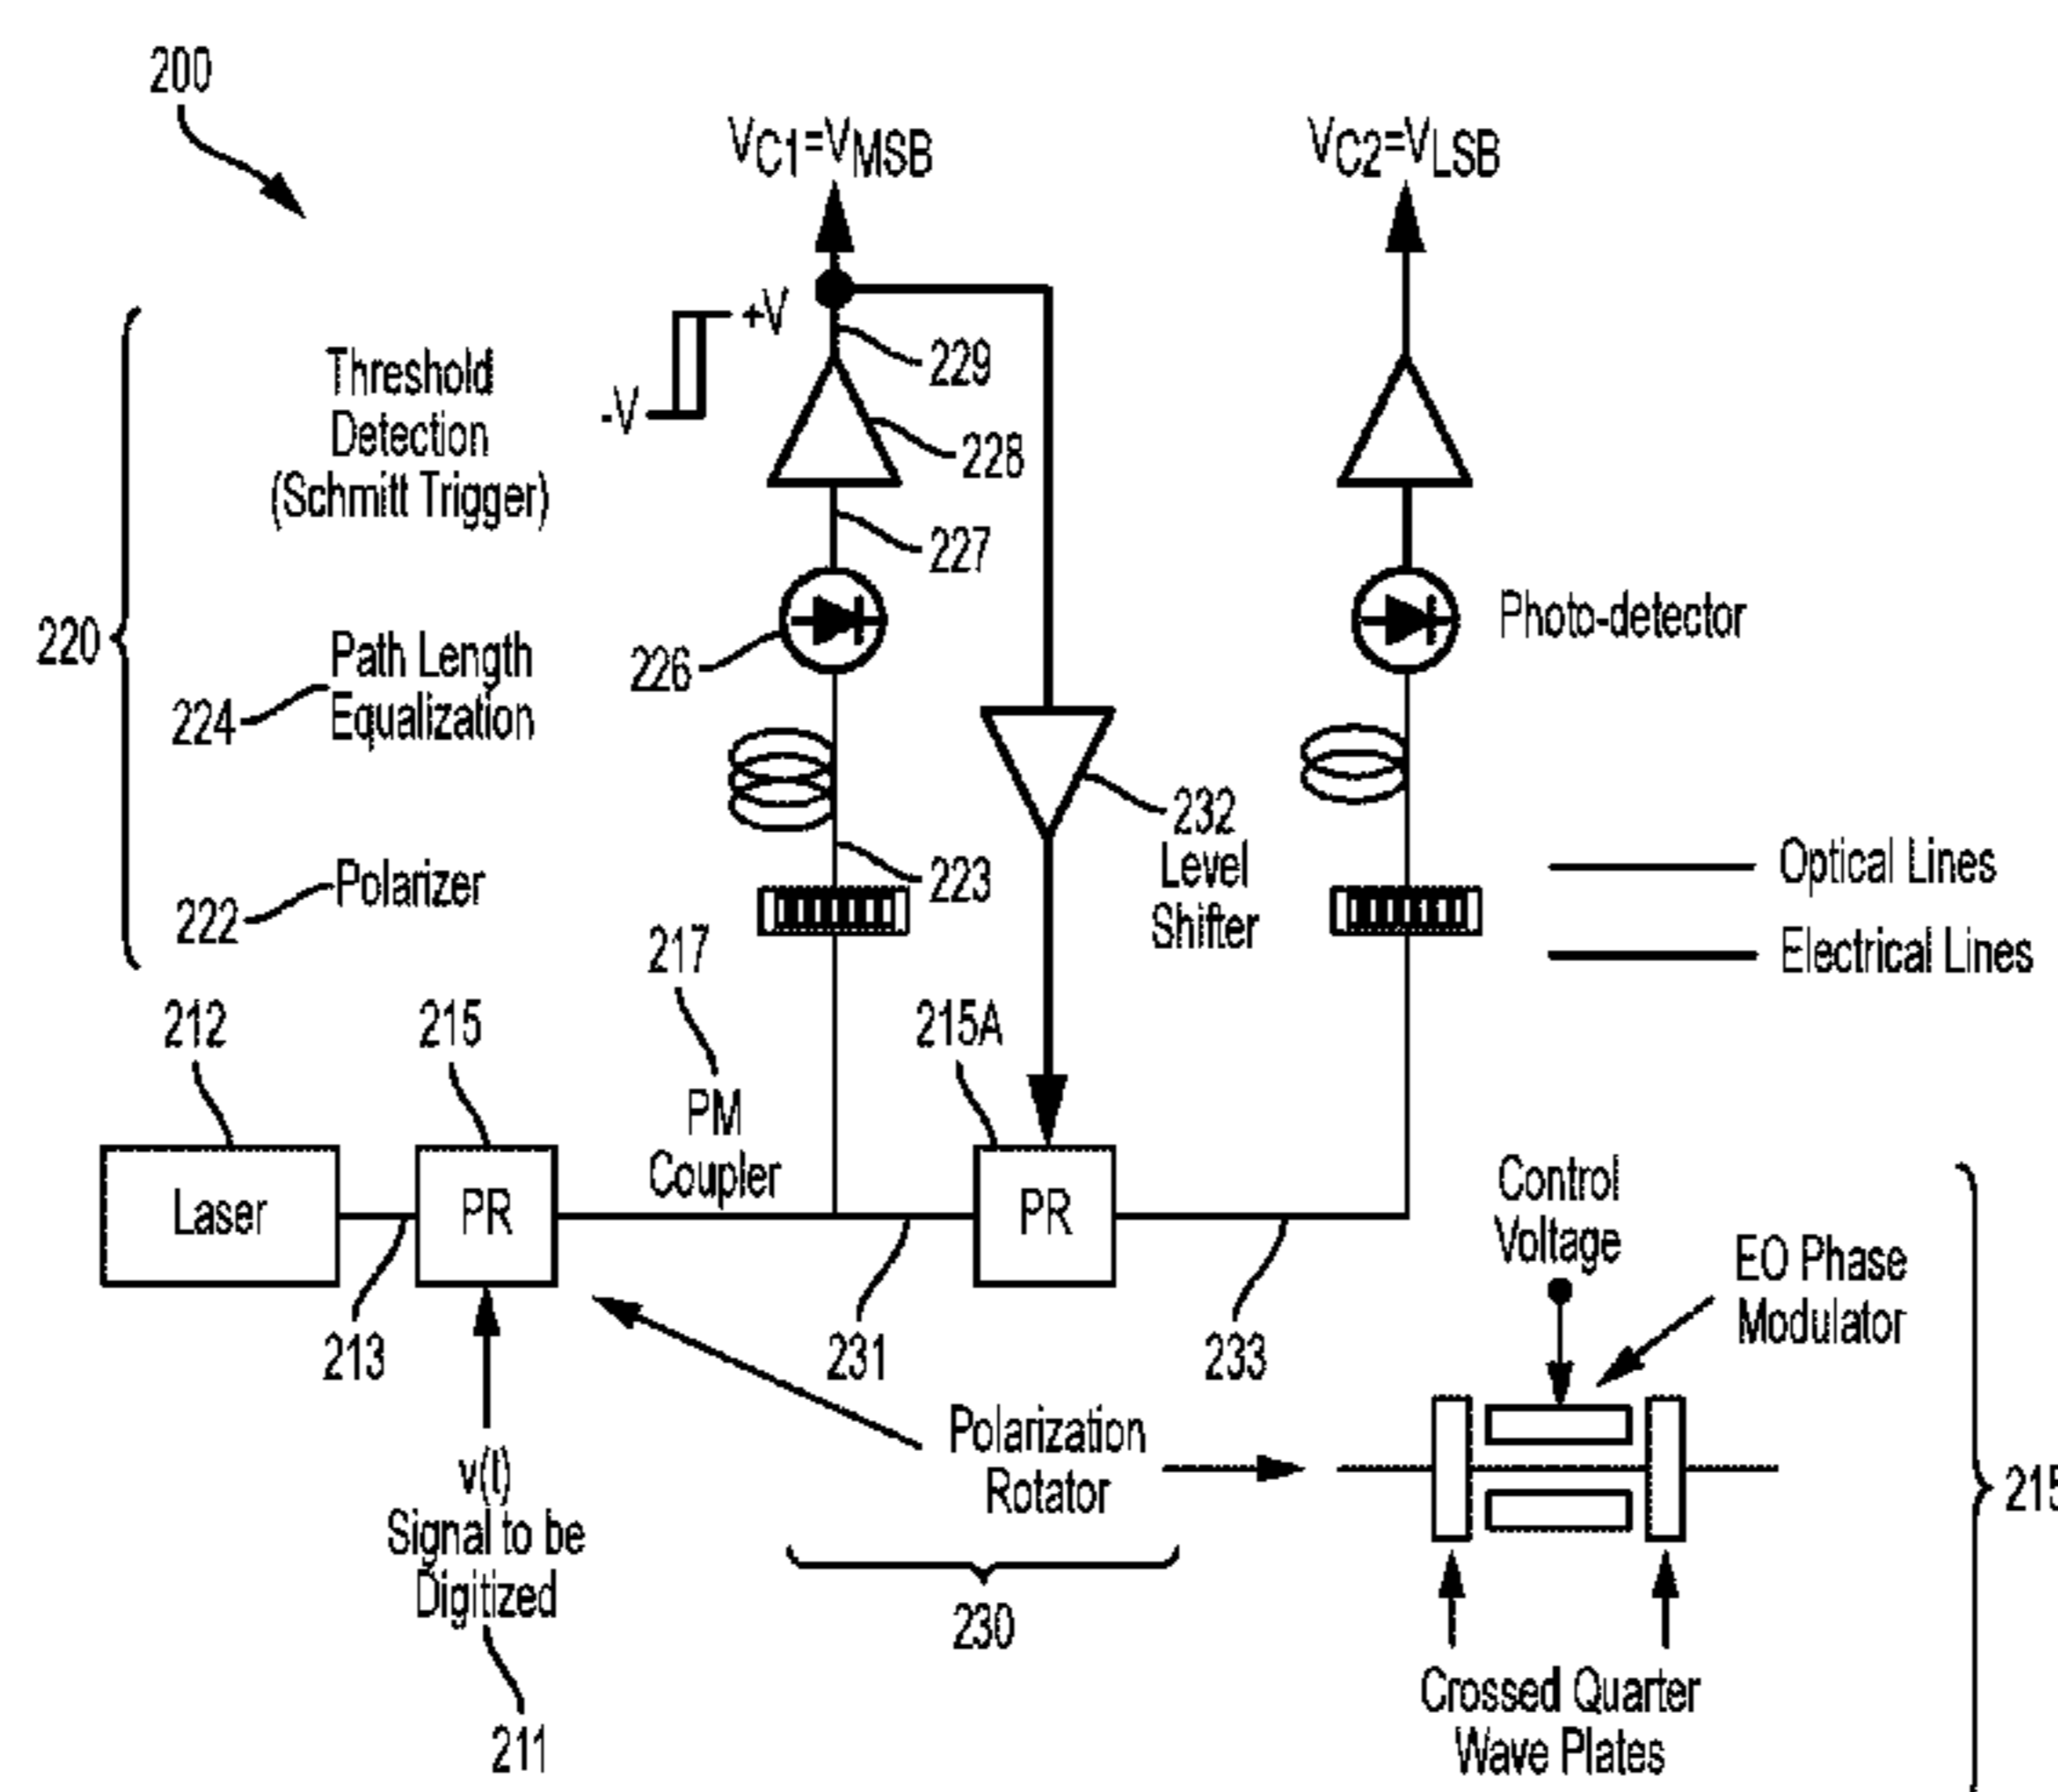 200
VC1=VMSB
VC2=VLSB
+V
-V
229
228
Threshold
Detection
(Schmitt Trigger)
227
220
226
Photo-detector
Path Length
Equalization
224
232
Level
Shifter
223
Polarizer
222
217
PM
Coupler
Optical Lines
Electrical Lines
212
215
215A
Laser
PR
PR
213
231
233
Control
Voltage
EO Phase
Modulator
v(t)
Signal to be
Digitized
211
Polarization
Rotator
230
215
Crossed Quarter
Wave Plates